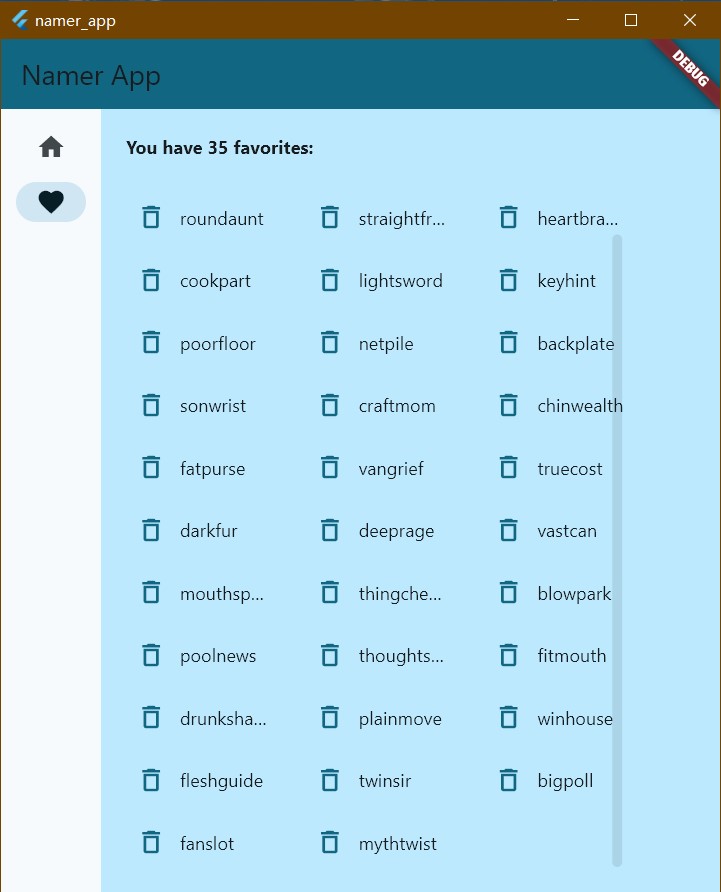 namer_app
Namer App
DEBUG
You have 35 favorites:
roundaunt straightfr... heartbra...
cookpart lightsword keyhint
poorfloor netpile backplate
sonwrist craftmom chinwealth
fatpurse vangrief truecost
darkfur deeprage vastcan
mouthsp... thingche... blowpark
poolnews thoughts... fitmouth
drunksha... plainmove winhouse
fleshguide twinsir bigpoll
fanslot mythtwist